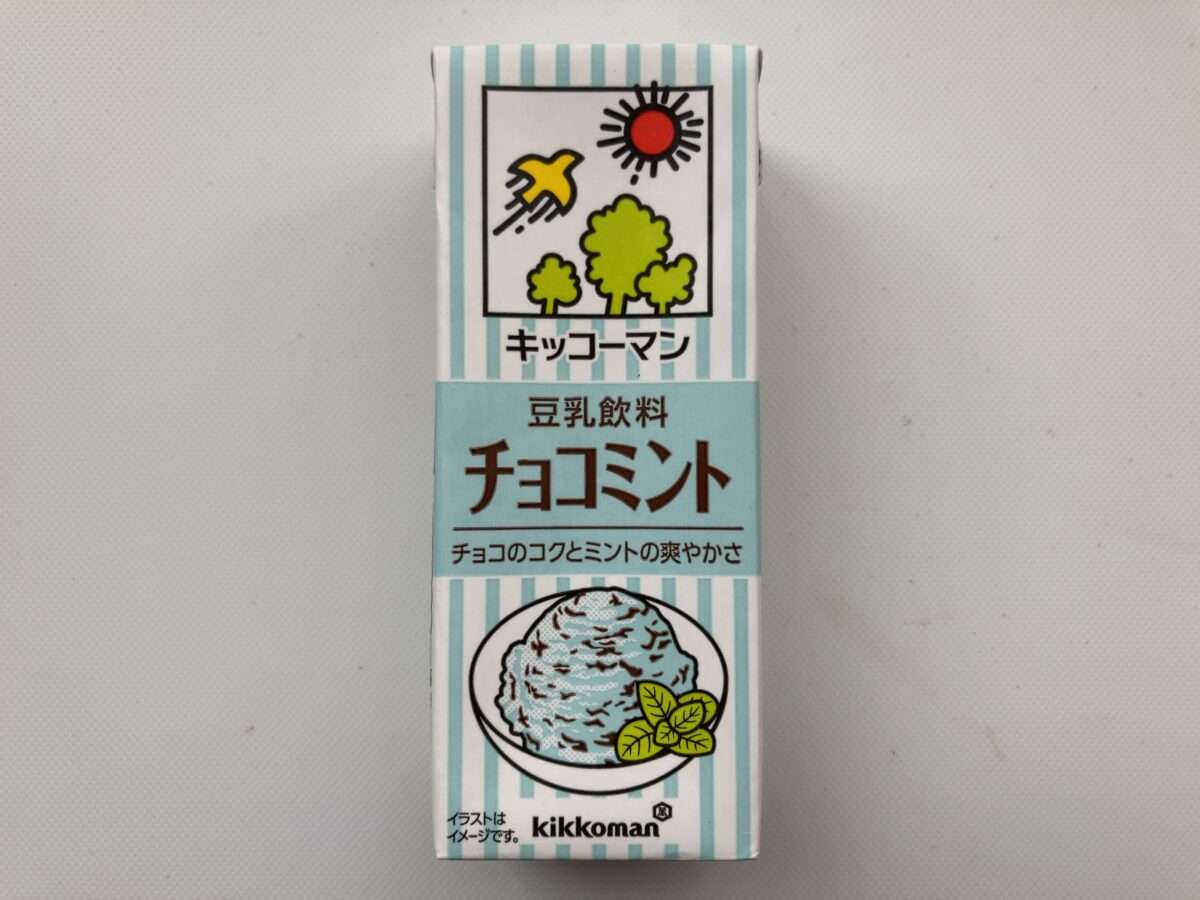 キッコーマン
豆乳飲料
チョコミント
チョコのコクとミントの爽やかさ
イラストは
イメージです。
kikkoman
萬